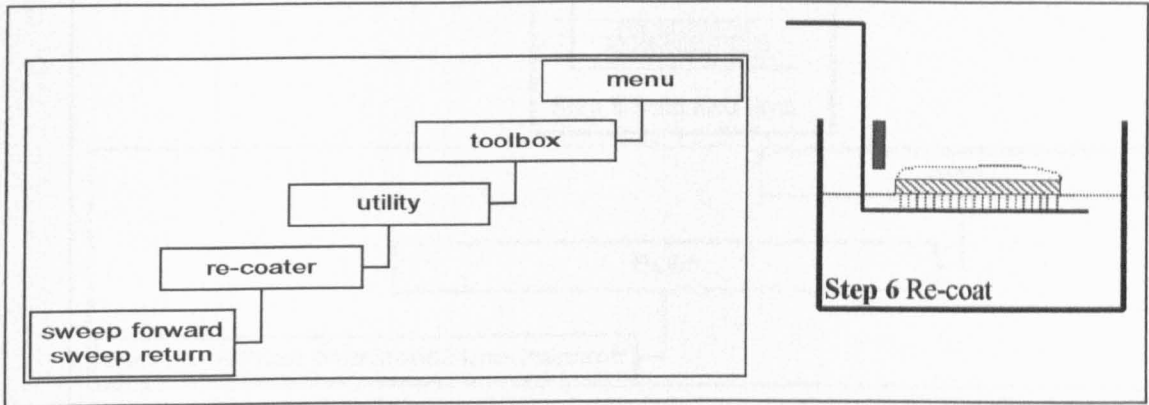 menu
toolbox
utility
re-coater
sweep forward
sweep return
Step 6 Re-coat